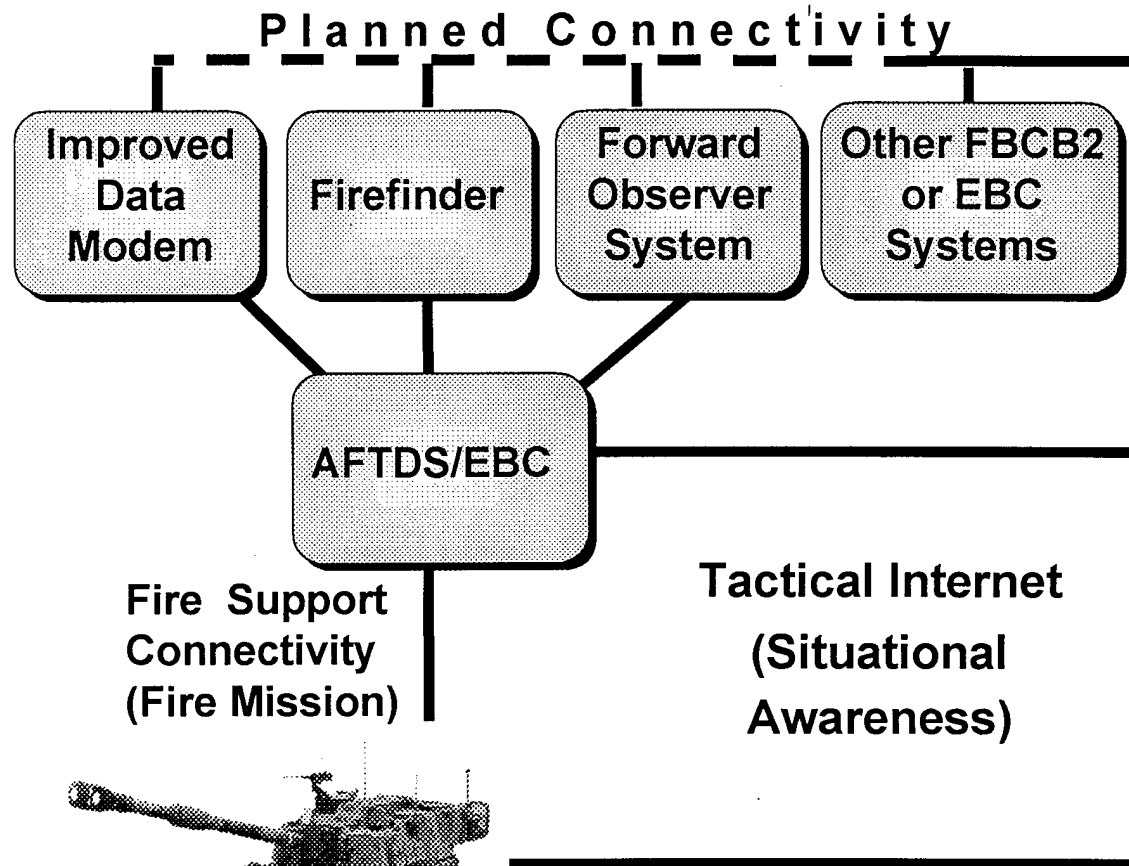 Planned Connectivity
Improved
Data
Modem
Firefinder
Forward
Observer
System
Other FBCB2
or EBC
Systems
AFTDS/EBC
Fire Support
Connectivity
(Fire Mission)
Tactical Internet
(Situational
Awareness)